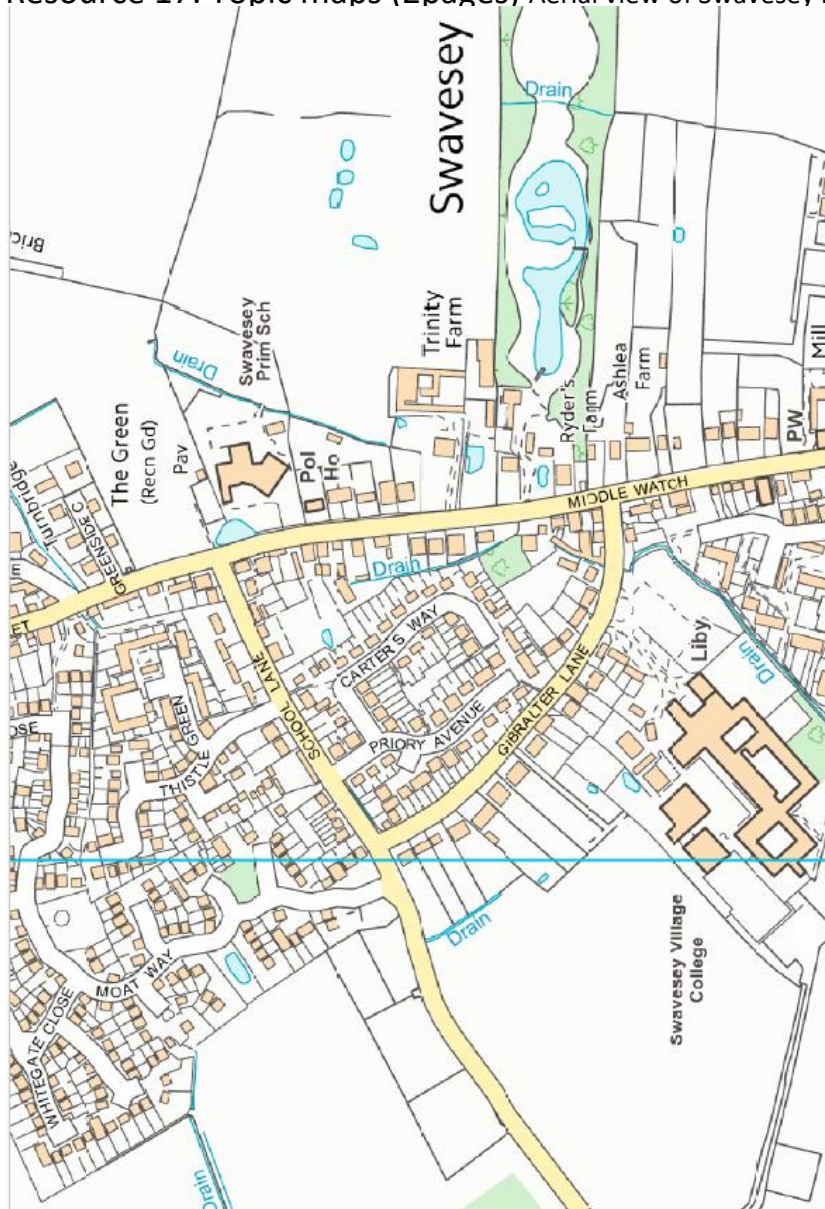 Swavesey
Drain
Bric
Swavesey
Prim Sch
Trinity
Farm
Drain
The Green
(Recn Gd)
Pav
Pol
Ho
Ryder's
Farm
Ashlea
Farm
Mill
PW
Turnbridge
GREENSIDE C
MIDDLE WATCH
ET
Drain
CARTER'S WAY
SCHOOL LANE
PRIORY AVENUE
GIBRALTER LANE
THISTLE GREEN
OSE
Liby
Drain
Swavesey Village
College
Drain
MOAT WAY
WHITEGATE CLOSE
Drain